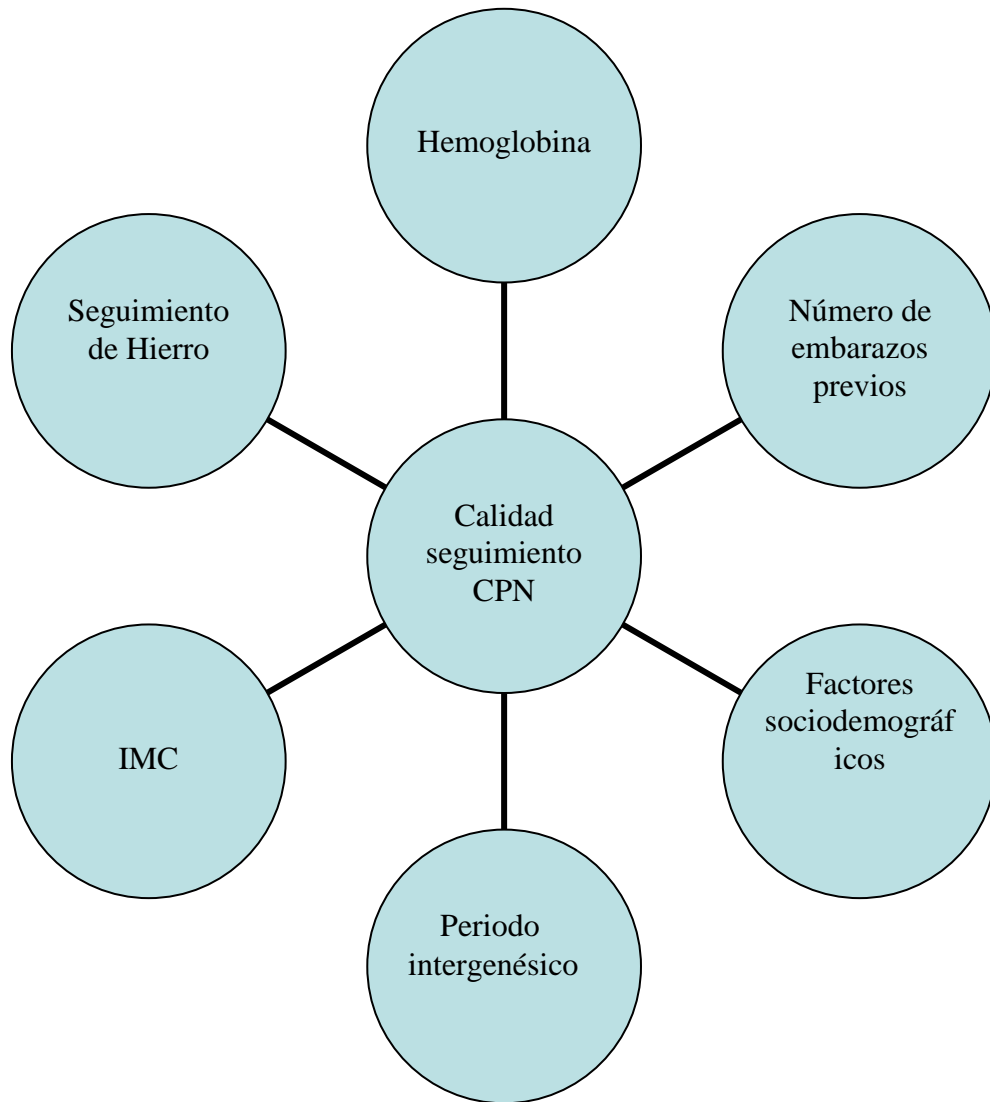 Hemoglobina
Seguimiento
de Hierro
Número de
embarazos
previos
Calidad
seguimiento
CPN
IMC
Factores
sociodemográf
icos
Periodo
intergenésico